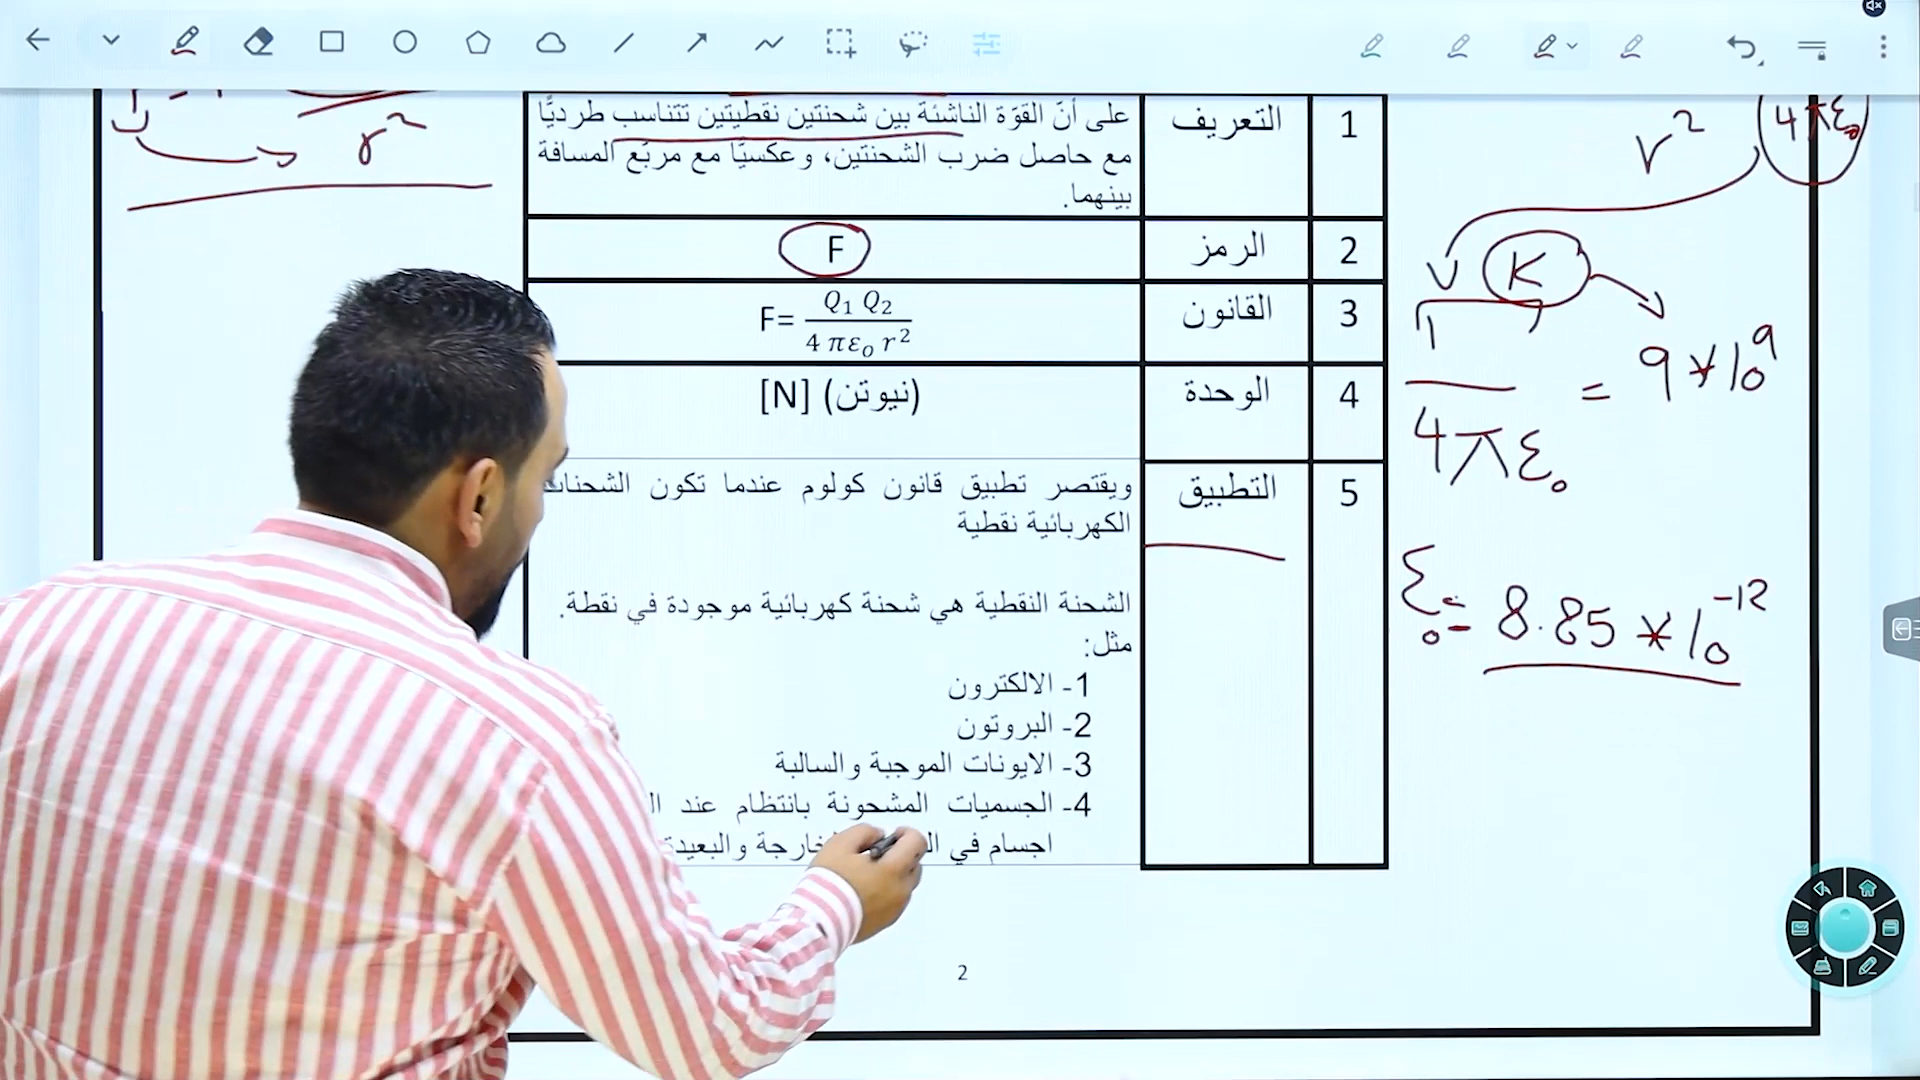 1 التعريف على أنّ القوّة الناشئة بين شحنتين نقطيتين تتناسب طرديًّا
مع حاصل ضرب الشحنتين، وعكسيًّا مع مربّع المسافة
بينهما.
2 الرمز F
3 القانون F= Q₁ Q₂ / 4 πε₀ r²
4 الوحدة [N] (نيوتن)
5 التطبيق ويقتصر تطبيق قانون كولوم عندما تكون الشحنات
الكهربائية نقطية
الشحنة النقطية هي شحنة كهربائية موجودة في نقطة.
مثل:
1- الالكترون
2- البروتون
3- الايونات الموجبة والسالبة
4- الجسميات المشحونة بانتظام عند
اجسام في والبعيدة
2
r²
r²
4πε₀
K
1 / 4πε₀ = 9*10⁹
ε₀ = 8.85*10⁻¹²